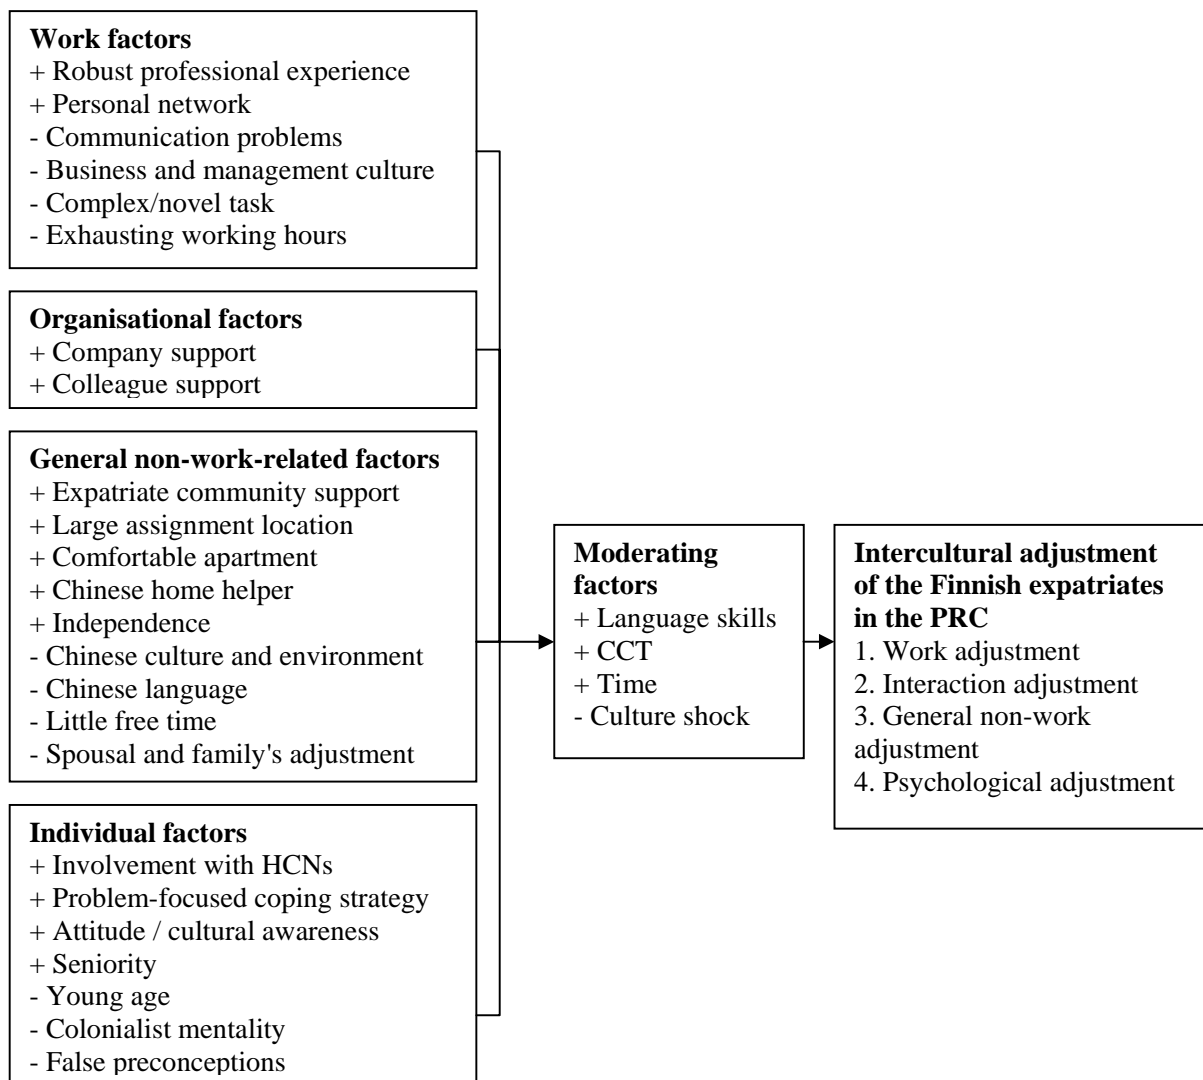 Work factors
+ Robust professional experience
+ Personal network
- Communication problems
- Business and management culture
- Complex/novel task
- Exhausting working hours
Organisational factors
+ Company support
+ Colleague support
General non-work-related factors
+ Expatriate community support
+ Large assignment location
+ Comfortable apartment
+ Chinese home helper
+ Independence
- Chinese culture and environment
- Chinese language
- Little free time
- Spousal and family's adjustment
Individual factors
+ Involvement with HCNs
+ Problem-focused coping strategy
+ Attitude / cultural awareness
+ Seniority
- Young age
- Colonialist mentality
- False preconceptions
Moderating
factors
+ Language skills
+ CCT
+ Time
- Culture shock
Intercultural adjustment
of the Finnish expatriates
in the PRC
1. Work adjustment
2. Interaction adjustment
3. General non-work
adjustment
4. Psychological adjustment